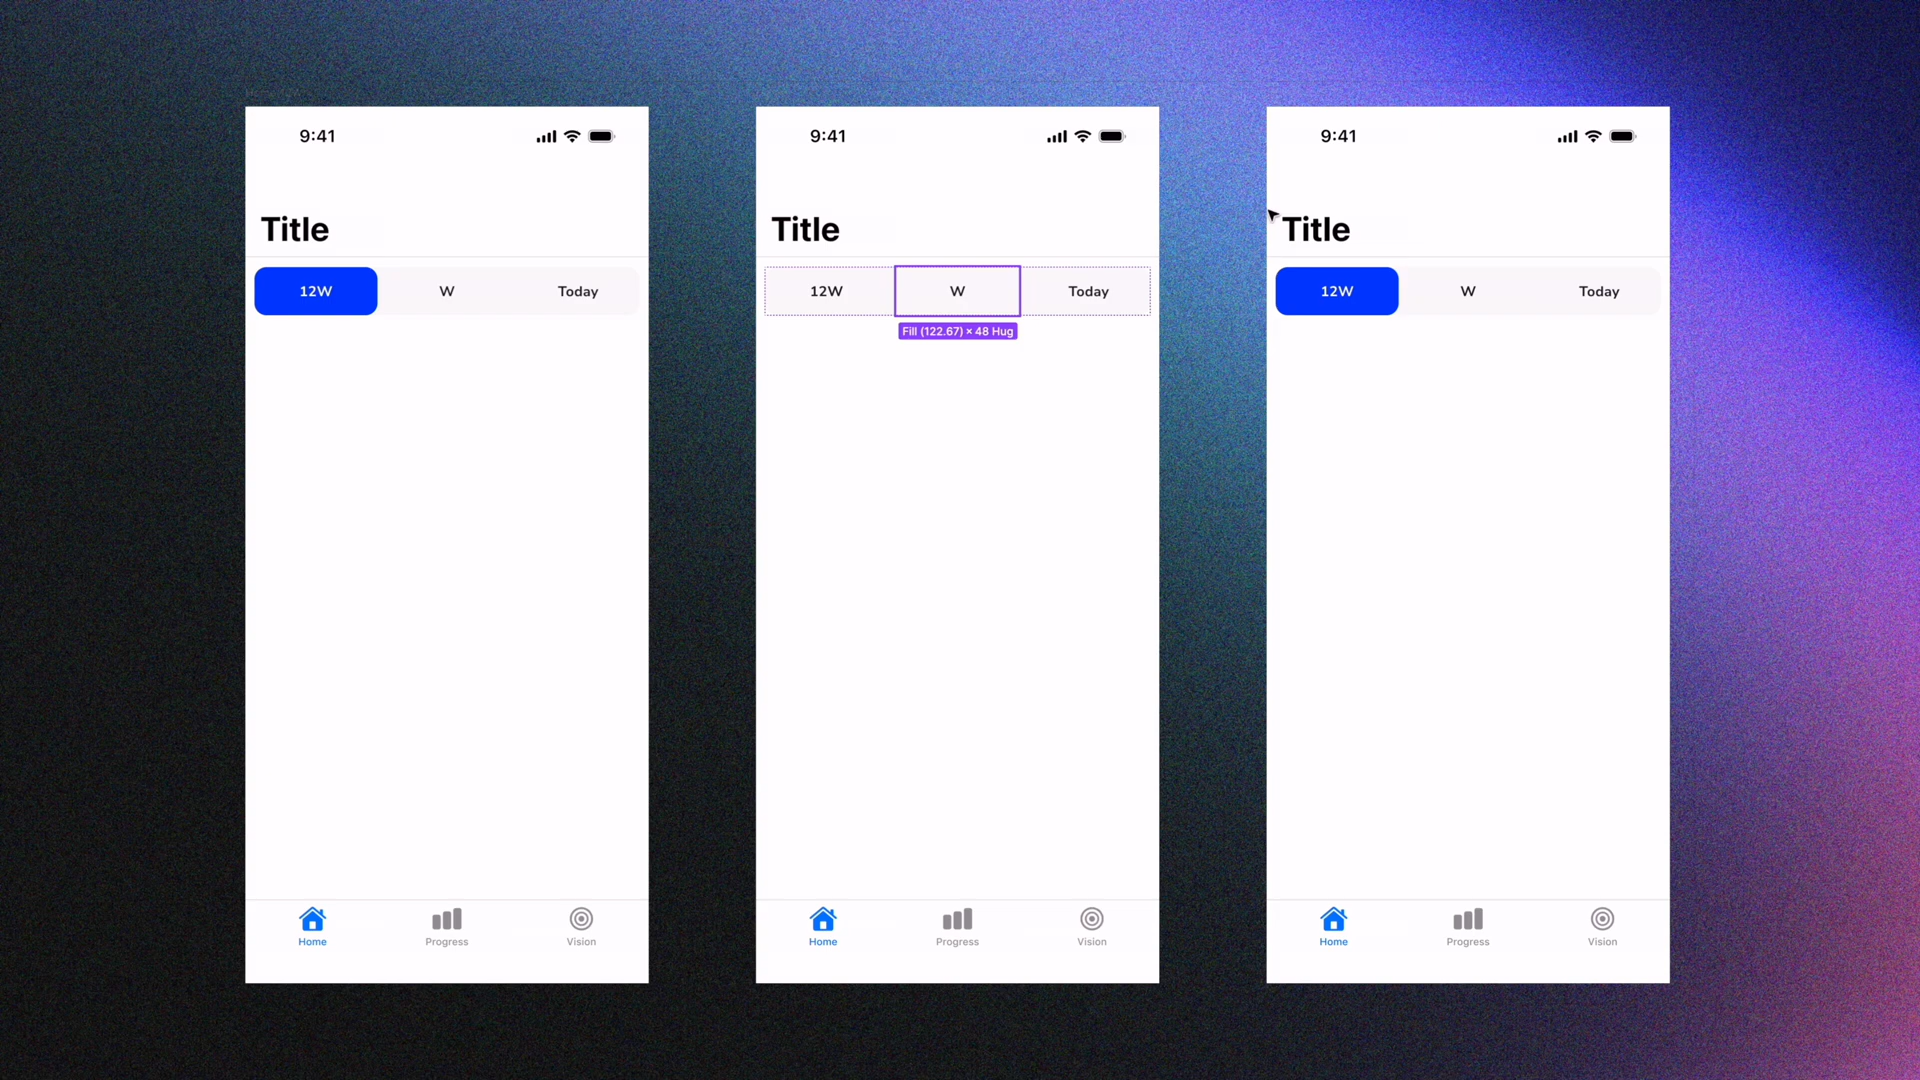 9:41
Title
12W W Today
Home Progress Vision
9:41
Title
12W W Today
Fill (122.67) × 48 Hug
Home Progress Vision
9:41
Title
12W W Today
Home Progress Vision